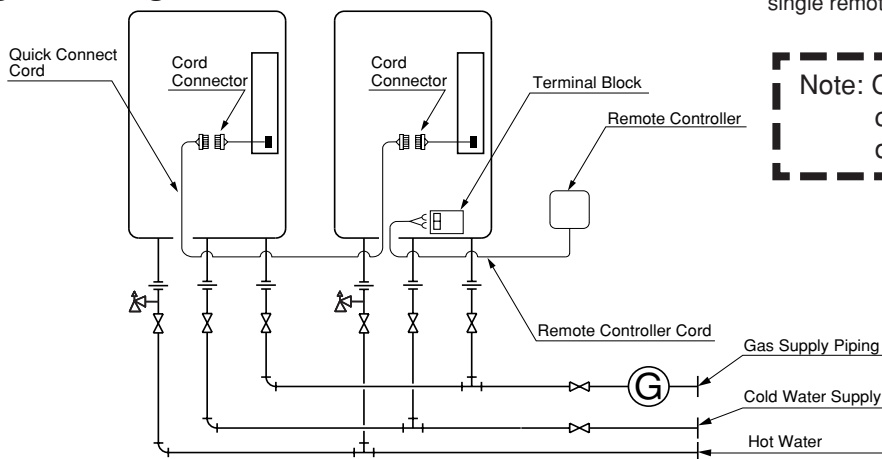 single remot
Quick Connect
Cord
Cord
Connector
Cord
Connector
Terminal Block
Remote Controller
Note: C
Remote Controller Cord
Gas Supply Piping
G
Cold Water Supply
Hot Water